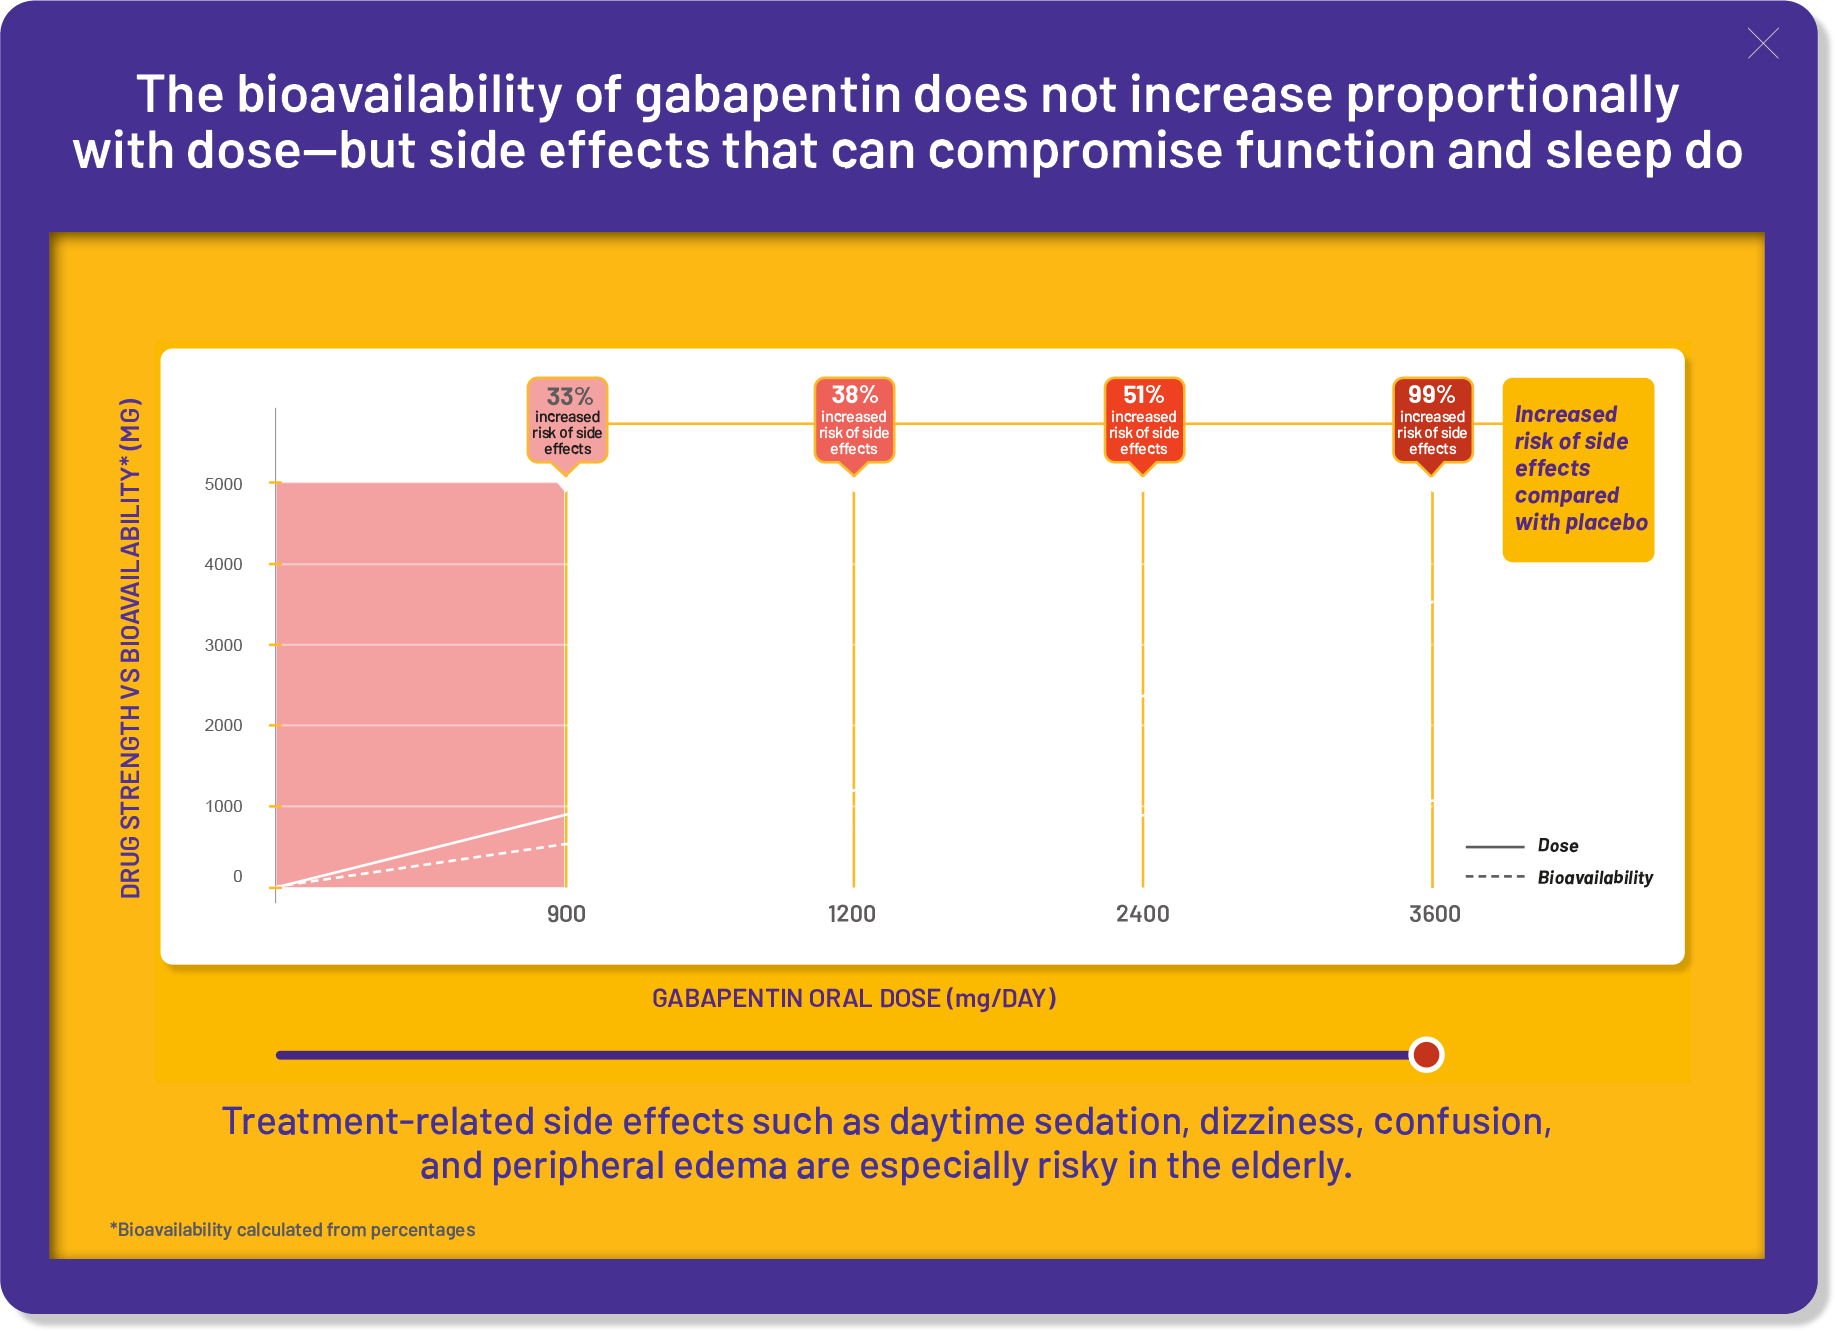 The bioavailability of gabapentin does not increase proportionally
with dose—but side effects that can compromise function and sleep do
33%
increased
risk of side
effects
38%
increased
risk of side
effects
51%
increased
risk of side
effects
99%
increased
risk of side
effects
Increased
risk of side
effects
compared
with placebo
DRUG STRENGTH VS BIOAVAILABILITY* (MG)
5000
4000
3000
2000
1000
0
Dose
Bioavailability
900
1200
2400
3600
GABAPENTIN ORAL DOSE (mg/DAY)
Treatment-related side effects such as daytime sedation, dizziness, confusion,
and peripheral edema are especially risky in the elderly.
*Bioavailability calculated from percentages